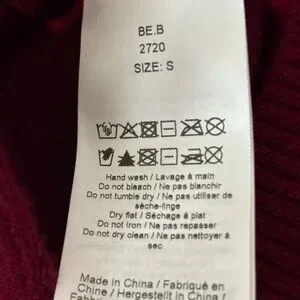 BE.B
2720
SIZE: S
Hand wash / Lavage à main
Do not bleach / Ne pas blanchir
Do not tumble dry / Ne pas utiliser de
sèche-linge
Dry flat / Séchage à plat
Do not iron / Ne pas repasser
Do not dry clean / Ne pas nettoyer à
sec
Made in China / Fabriqué en
Chine / Hergestellt in China /